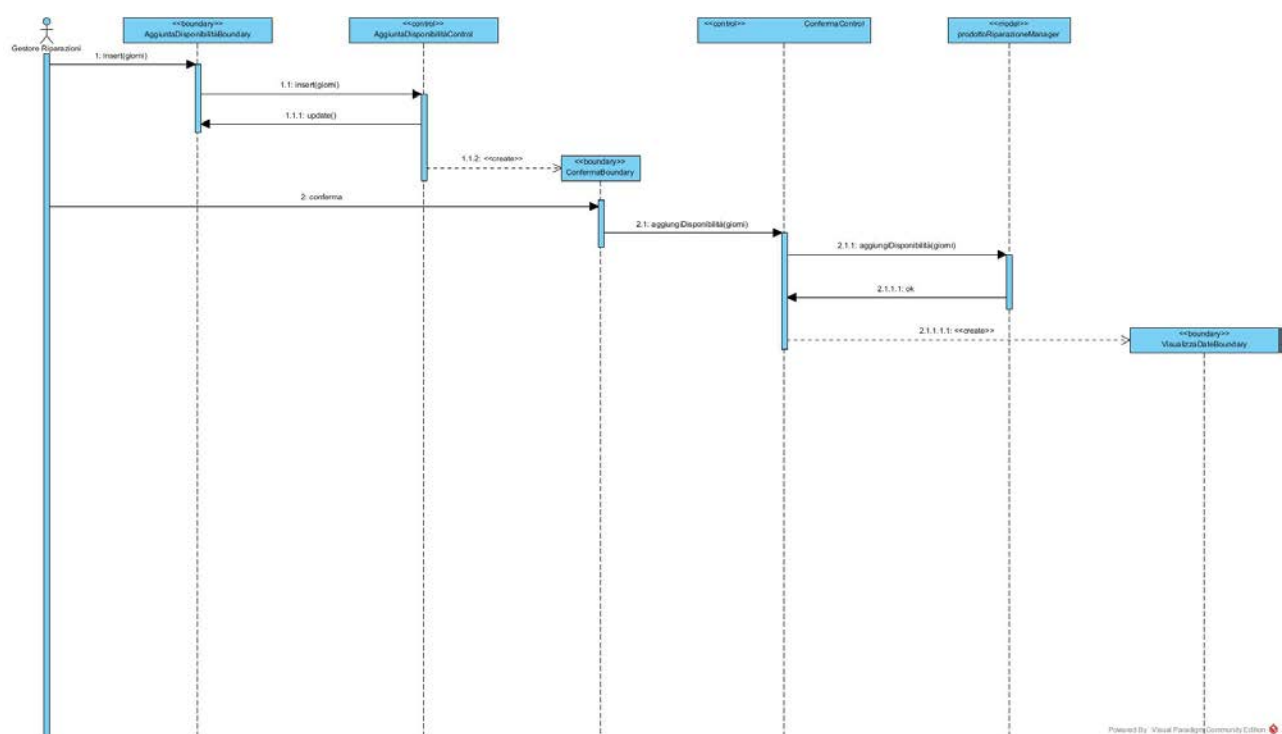 Gestore Riparazioni
<<boundary>>
AggiuntaDisponibilitàBoundary
<<control>>
AggiuntaDisponibilitàControl
<<control>> ConfermaControl
<<model>>
prodottoRiparazioneManager
1: insert(giorni)
1.1: insert(giorni)
1.1.1: update()
1.1.2: <<create>>
<<boundary>>
ConfermaBoundary
2: conferma
2.1: aggiungiDisponibilità(giorni)
2.1.1: aggiungiDisponibilità(giorni)
2.1.1.1: ok
2.1.1.1.1: <<create>>
<<boundary>>
VisualizzaDateBoundary
Powered By Visual Paradigm Community Edition